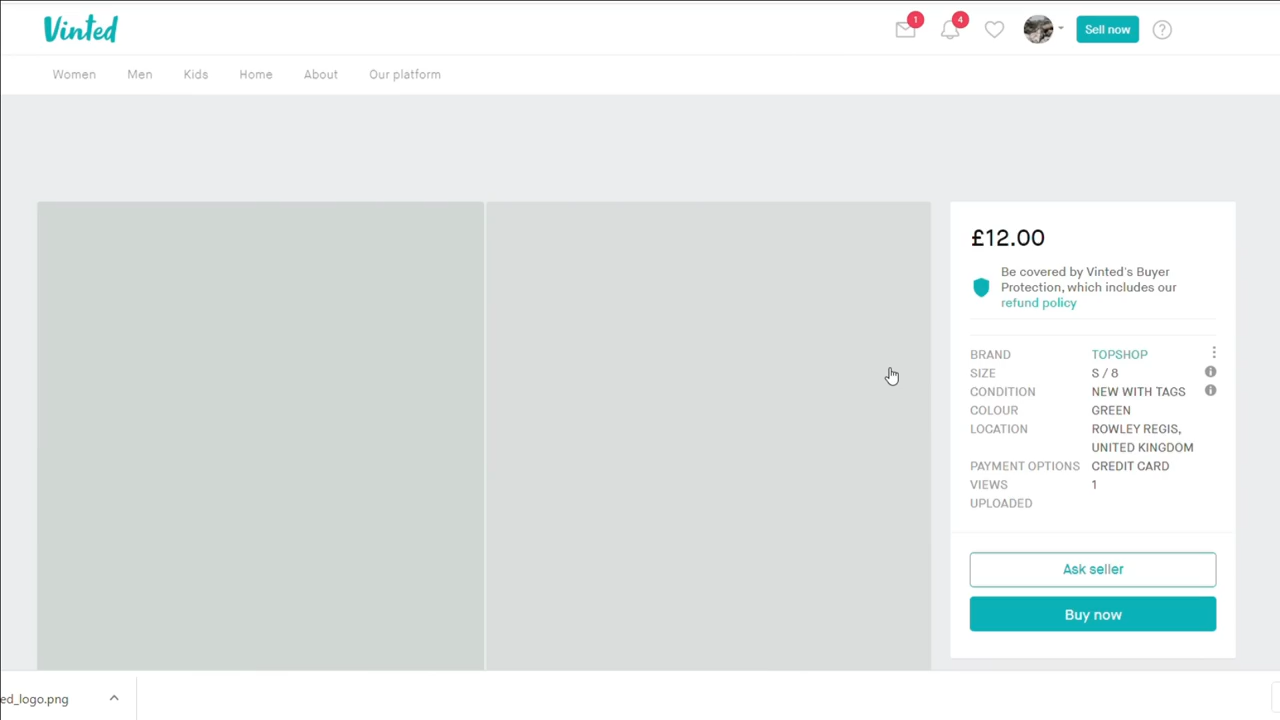 Vinted
1
4
Sell now
?
Women Men Kids Home About Our platform
£12.00
Be covered by Vinted's Buyer
Protection, which includes our
refund policy
BRAND TOPSHOP
SIZE S / 8
CONDITION NEW WITH TAGS
COLOUR GREEN
LOCATION ROWLEY REGIS,
UNITED KINGDOM
PAYMENT OPTIONS CREDIT CARD
VIEWS 1
UPLOADED
Ask seller
Buy now
ed_logo.png